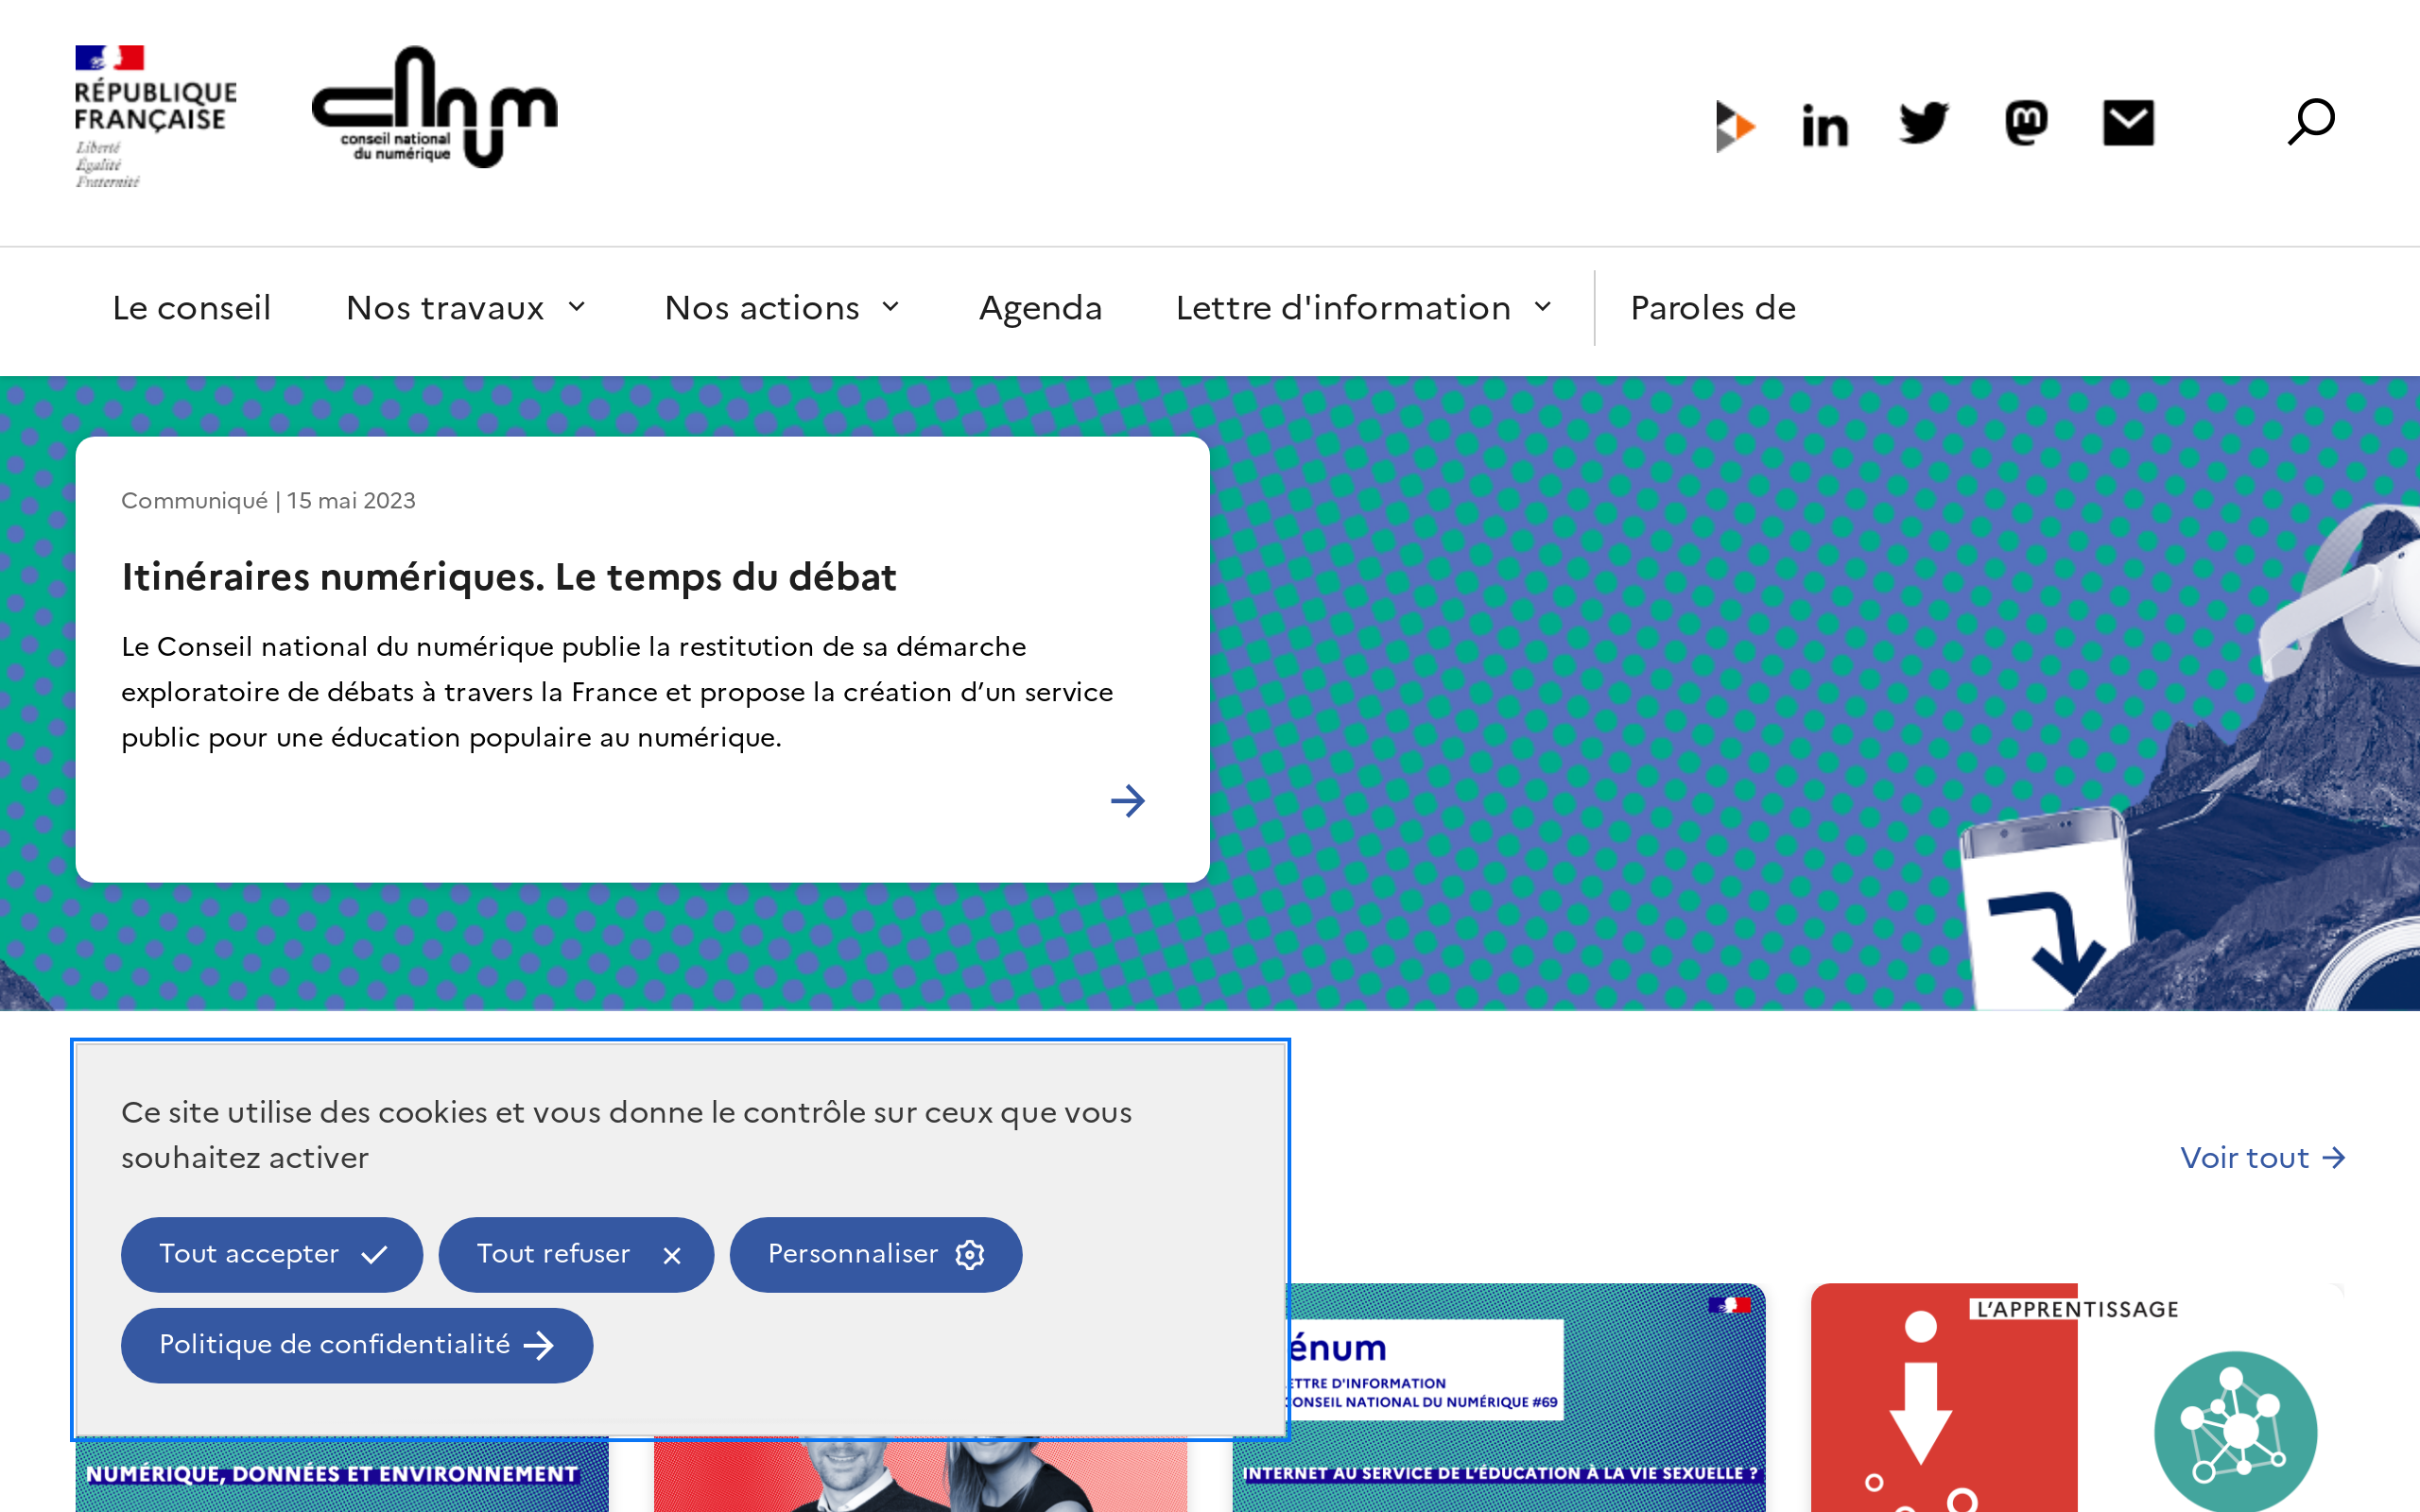 RÉPUBLIQUE
FRANÇAISE
Liberté
Égalité
Fraternité
cnnum
conseil national
du numérique
Le conseil
Nos travaux
Nos actions
Agenda
Lettre d'information
Paroles de
Communiqué | 15 mai 2023
Itinéraires numériques. Le temps du débat
Le Conseil national du numérique publie la restitution de sa démarche
exploratoire de débats à travers la France et propose la création d’un service
public pour une éducation populaire au numérique.
Ce site utilise des cookies et vous donne le contrôle sur ceux que vous
souhaitez activer
Tout accepter
Tout refuser
Personnaliser
Politique de confidentialité
Voir tout
énum
ETTRE D'INFORMATION
CONSEIL NATIONAL DU NUMÉRIQUE #69
L’APPRENTISSAGE
NUMÉRIQUE, DONNÉES ET ENVIRONNEMENT
INTERNET AU SERVICE DE L’ÉDUCATION À LA VIE SEXUELLE ?